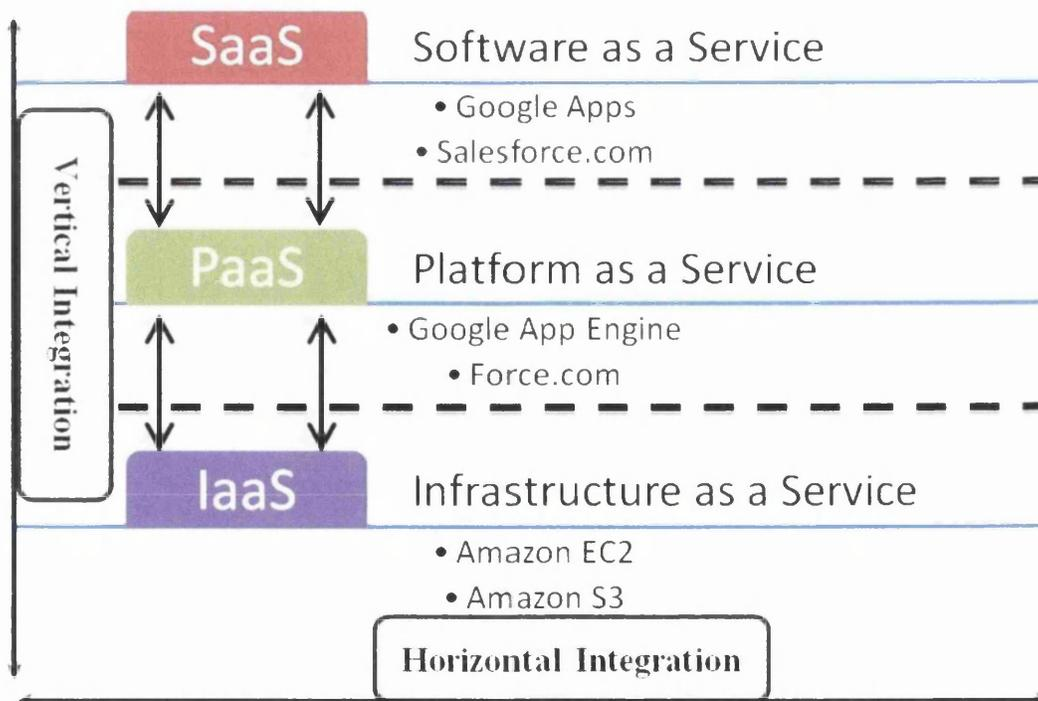 SaaS
Software as a Service
• Google Apps
• Salesforce.com
Vertical Integration
PaaS
Platform as a Service
• Google App Engine
• Force.com
IaaS
Infrastructure as a Service
• Amazon EC2
• Amazon S3
Horizontal Integration